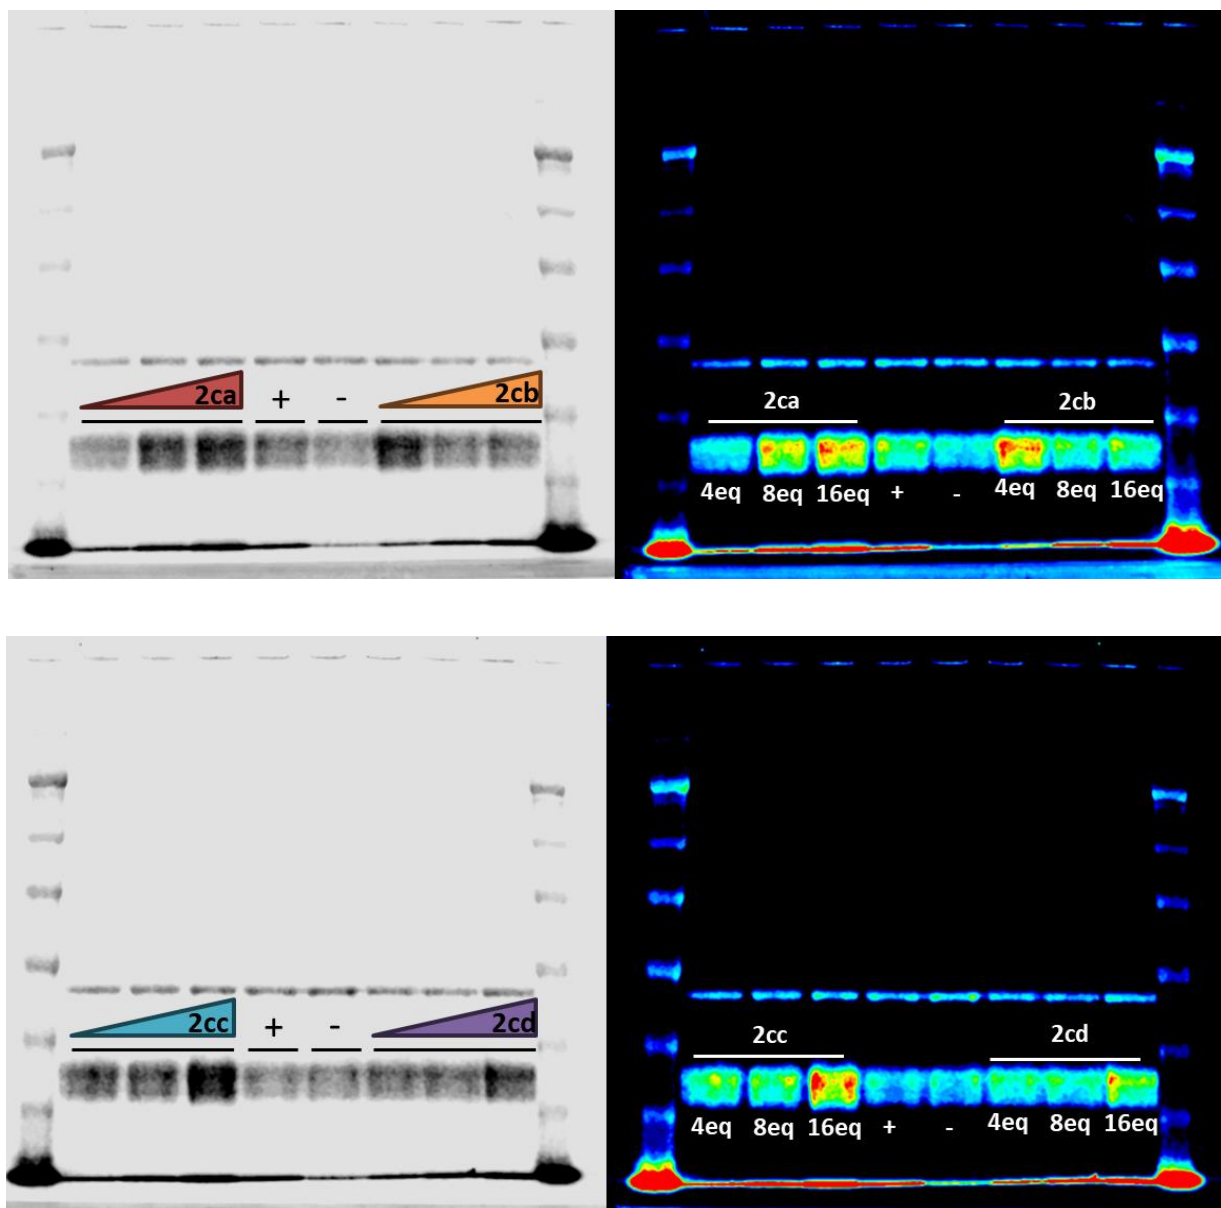 2ca + - 2cb
2ca 2cb
4eq 8eq 16eq + - 4eq 8eq 16eq
2cc + - 2cd
2cc 2cd
4eq 8eq 16eq + - 4eq 8eq 16eq